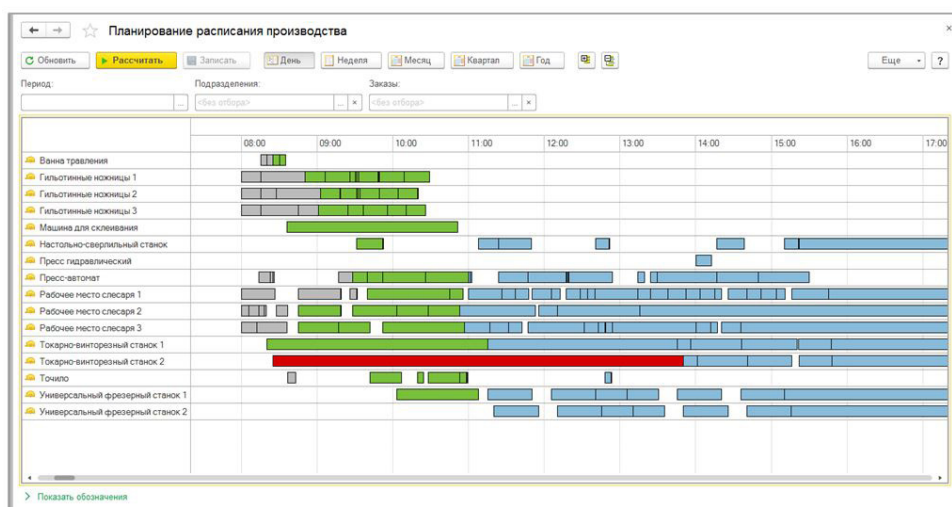 Планирование расписания производства
Обновить Рассчитать Записать День Неделя Месяц Квартал Год Еще ?
Период: Подразделения: Заказы:
... <без отбора> ... × <без отбора> ... ×
08:00 09:00 10:00 11:00 12:00 13:00 14:00 15:00 16:00 17:00
Ванна травления
Гильотинные ножницы 1
Гильотинные ножницы 2
Гильотинные ножницы 3
Машина для склеивания
Настольно-сверлильный станок
Пресс гидравлический
Пресс-автомат
Рабочее место слесаря 1
Рабочее место слесаря 2
Рабочее место слесаря 3
Токарно-винторезный станок 1
Токарно-винторезный станок 2
Точило
Универсальный фрезерный станок 1
Универсальный фрезерный станок 2
Показать обозначения